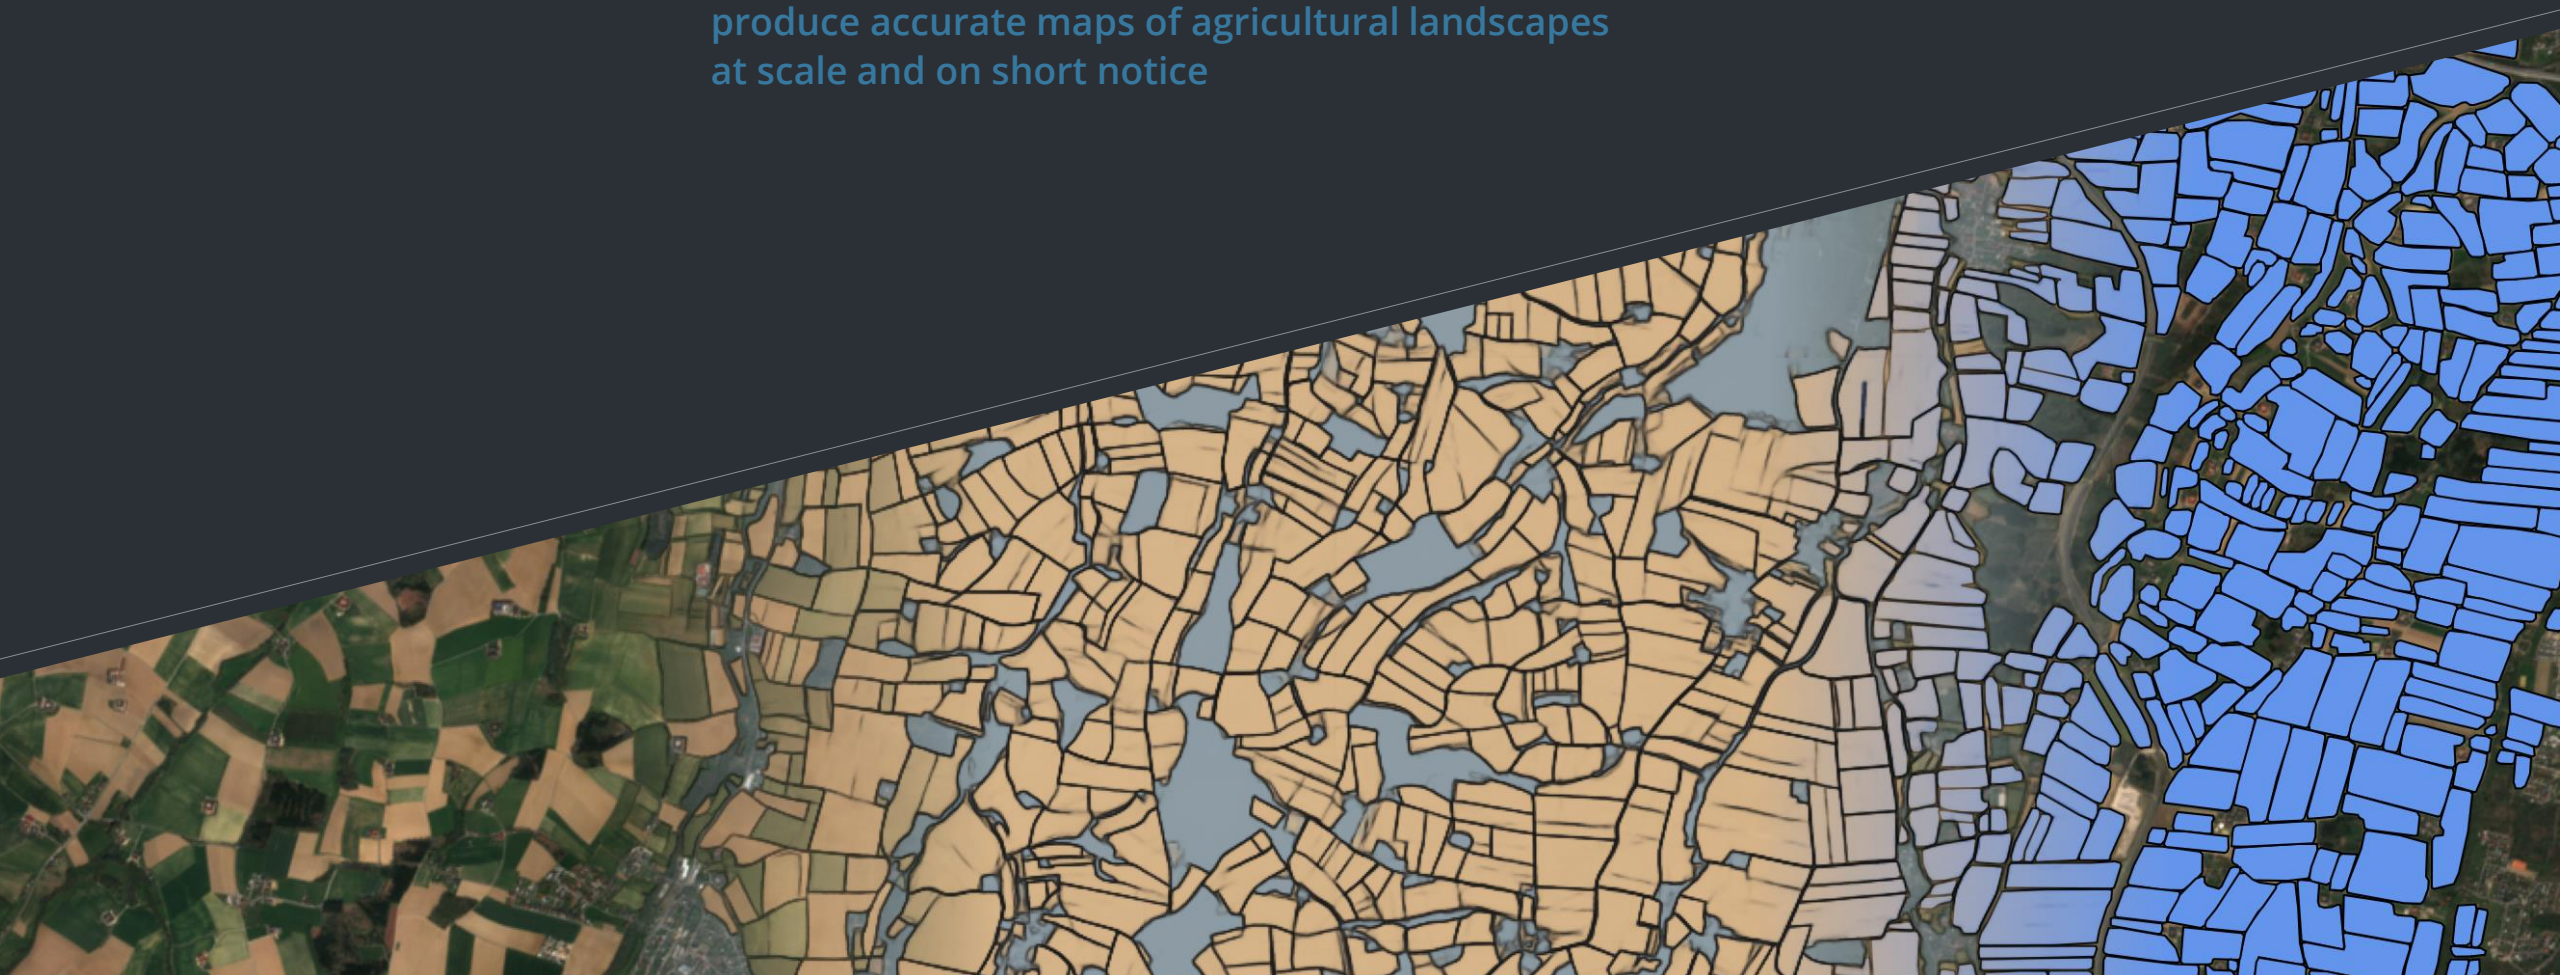 produce accurate maps of agricultural landscapes
at scale and on short notice